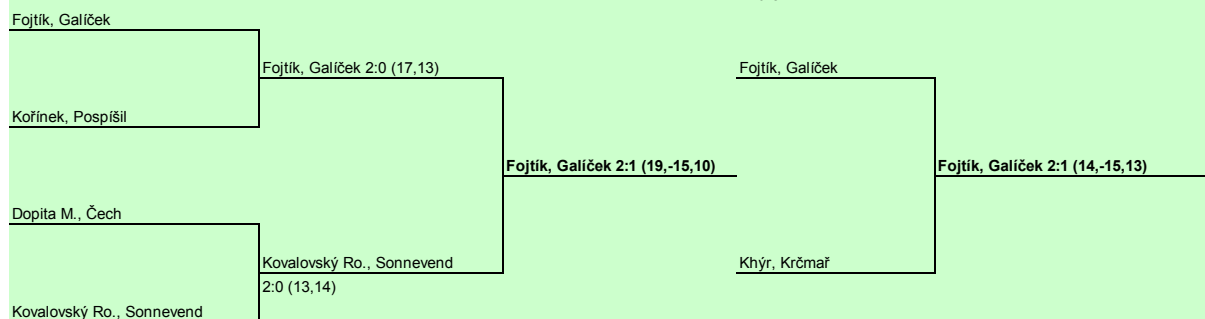 Fojtík, Galíček
Fojtík, Galíček 2:0 (17,13)
Fojtík, Galíček
Kořínek, Pospíšil
Fojtík, Galíček 2:1 (19,-15,10)
Fojtík, Galíček 2:1 (14,-15,13)
Dopita M., Čech
Kovalovský Ro., Sonnevend
Khýr, Krčmař
2:0 (13,14)
Kovalovský Ro., Sonnevend